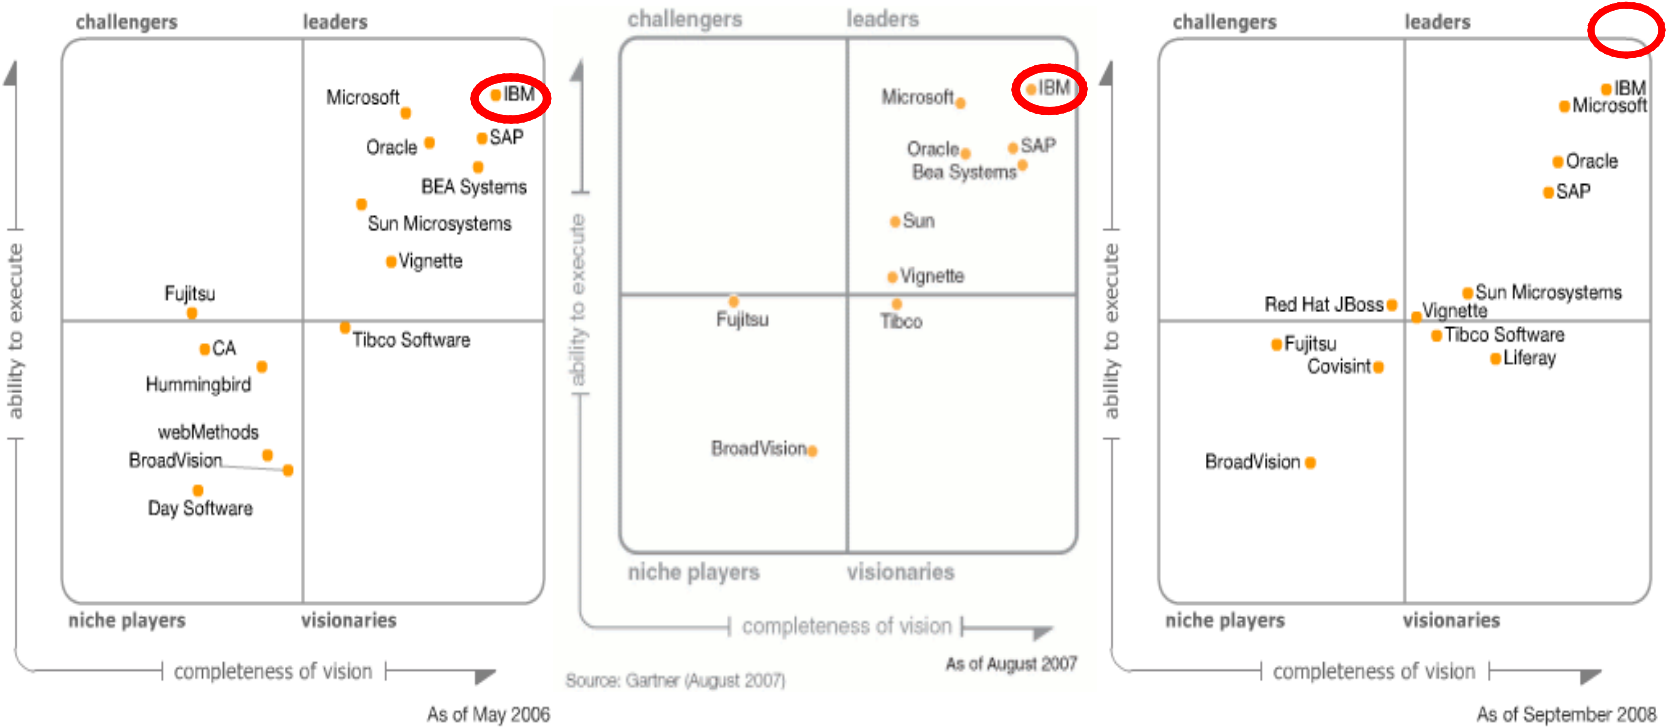 challengers
leaders
IBM
Microsoft
SAP
Oracle
BEA Systems
Sun Microsystems
Vignette
Fujitsu
Tibco Software
CA
Hummingbird
webMethods
BroadVision
Day Software
ability to execute
niche players
visionaries
completeness of vision
As of May 2006
challengers
leaders
IBM
Microsoft
Oracle
SAP
Bea Systems
Sun
Vignette
Fujitsu
Tibco
BroadVision
ability to execute
niche players
visionaries
completeness of vision
As of August 2007
Source: Gartner (August 2007)
challengers
leaders
IBM
Microsoft
Oracle
SAP
Sun Microsystems
Red Hat JBoss
Vignette
Tibco Software
Fujitsu
Liferay
Covisint
BroadVision
ability to execute
niche players
visionaries
completeness of vision
As of September 2008